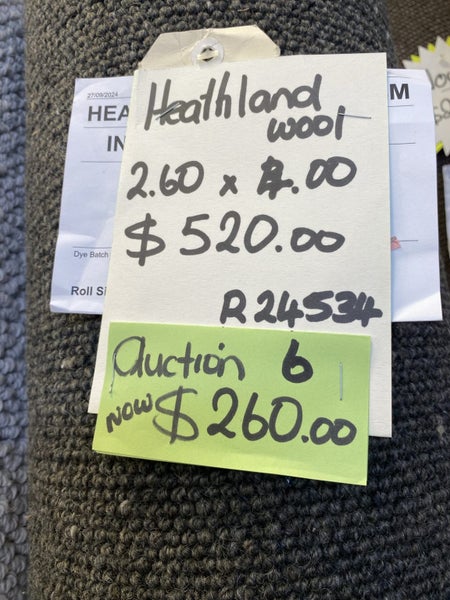 27/09/2024
HEA
M
IN
Heathland
wool
2.60 x 4.00
$520.00
Dye Batch
Roll Si
R24534
Auction 6
NOW $260.00